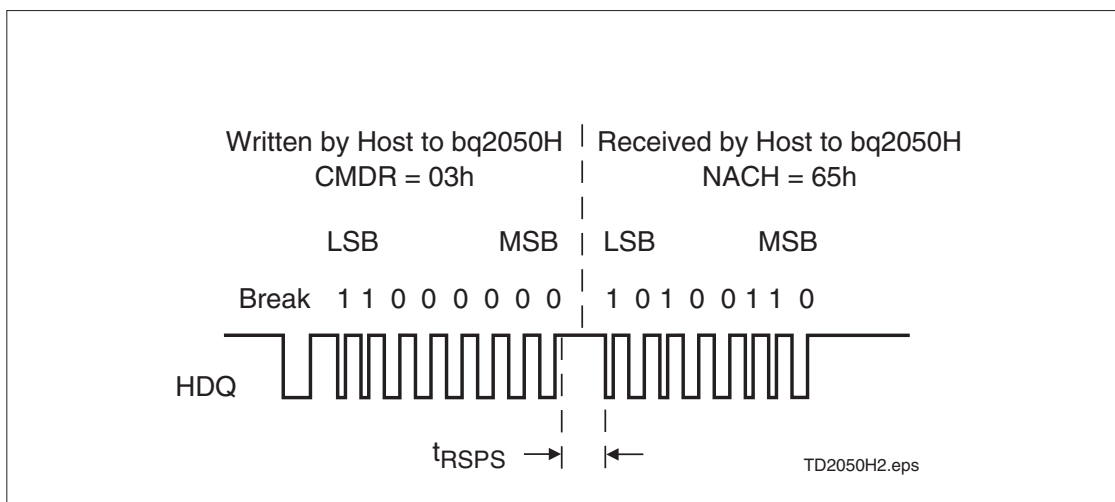 Written by Host to bq2050H
CMDR = 03h
Received by Host to bq2050H
NACH = 65h
LSB MSB LSB MSB
Break 1 1 0 0 0 0 0 0 1 0 1 0 0 1 1 0
HDQ
tRSPS
TD2050H2.eps